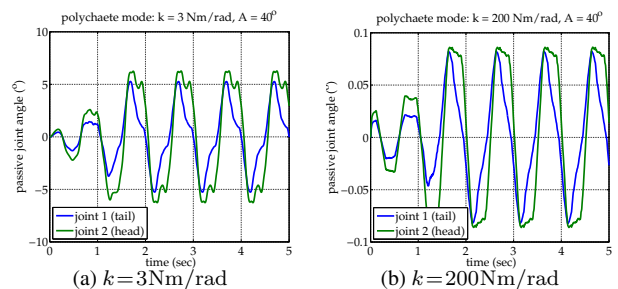 polychaete mode: k = 3 Nm/rad, A = 40°
passive joint angle (°)
10
5
0
−5
−10
joint 1 (tail)
joint 2 (head)
0 1 2 3 4 5
time (sec)
(a) k=3Nm/rad
polychaete mode: k = 200 Nm/rad, A = 40°
passive joint angle (°)
0.1
0.05
0
−0.05
−0.1
joint 1 (tail)
joint 2 (head)
0 1 2 3 4 5
time (sec)
(b) k=200Nm/rad